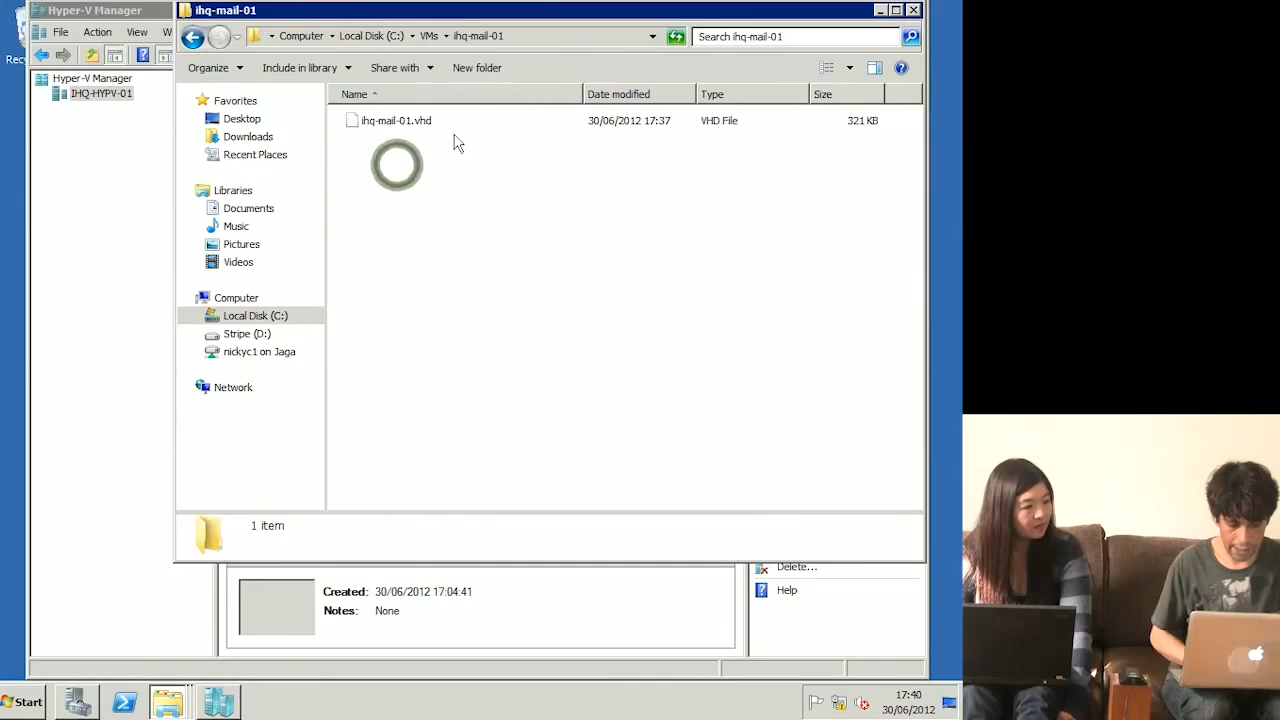 Hyper-V Manager
File Action View W
Hyper-V Manager
IHQ-HYPV-01
Recy
ihq-mail-01
Computer Local Disk (C:) VMs ihq-mail-01
Search ihq-mail-01
Organize Include in library Share with New folder
Name Date modified Type Size
ihq-mail-01.vhd 30/06/2012 17:37 VHD File 321 KB
Favorites
Desktop
Downloads
Recent Places
Libraries
Documents
Music
Pictures
Videos
Computer
Local Disk (C:)
Stripe (D:)
nickyc1 on Jaga
Network
1 item
Created: 30/06/2012 17:04:41
Notes: None
Delete...
Help
Start
17:40
30/06/2012